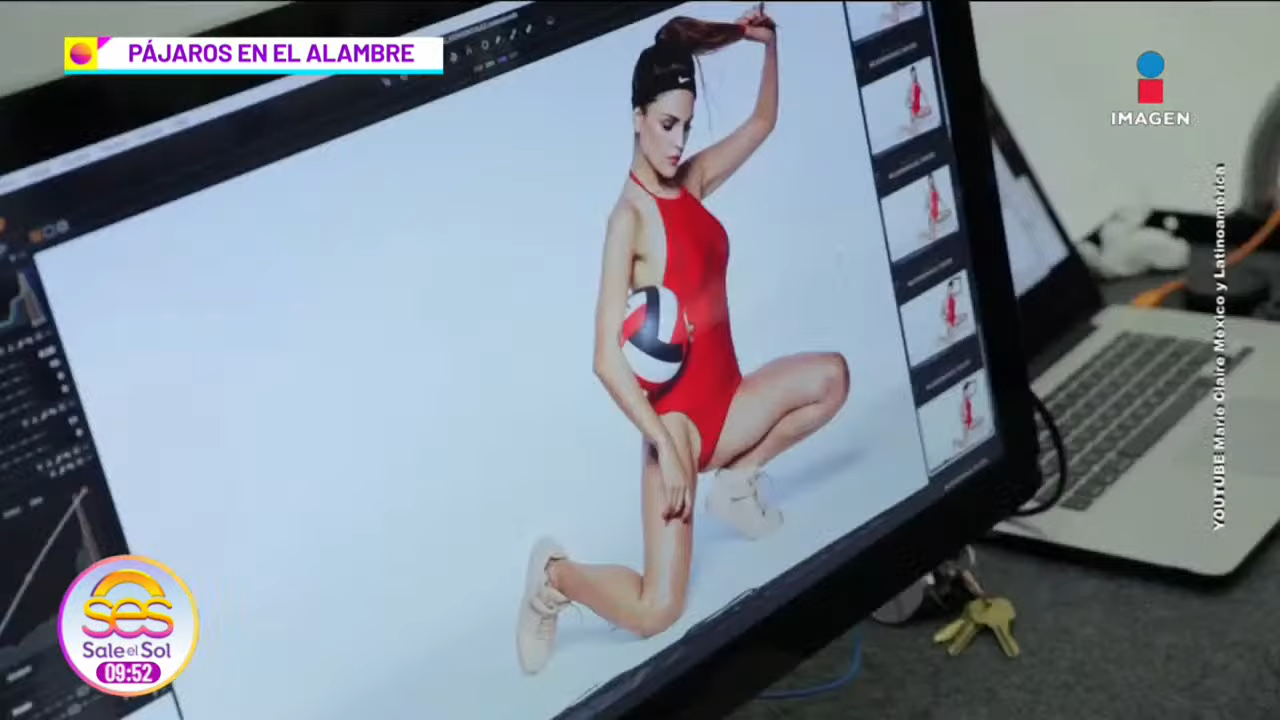 PÁJAROS EN EL ALAMBRE
IMAGEN
YOUTUBE Marie Claire México y Latinoamérica
ses
Sale el Sol
09:52